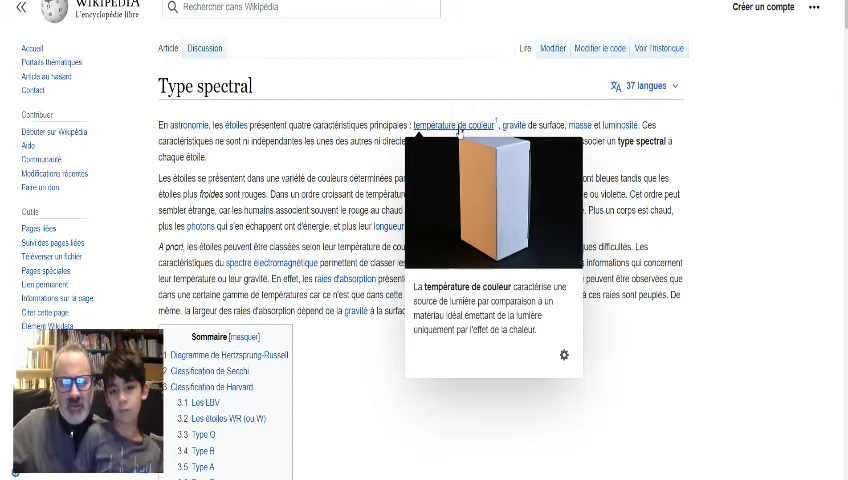 WIKIPÉDIA
L'encyclopédie libre
Rechercher dans Wikipédia
Créer un compte
Accueil
Portails thématiques
Article au hasard
Contact
Contribuer
Débuter sur Wikipédia
Aide
Communauté
Modifications récentes
Faire un don
Outils
Pages liées
Suivi des pages liées
Téléverser un fichier
Pages spéciales
Lien permanent
Informations sur la page
Citer cette page
Élément Wikidata
Article Discussion Lire Modifier Modifier le code Voir l'historique
Type spectral
37 langues
En astronomie, les étoiles présentent quatre caractéristiques principales : température de couleur1, gravité de surface, masse et luminosité. Ces
caractéristiques ne sont ni indépendantes les unes des autres ni associer un type spectral à
chaque étoile.
Les étoiles se présentent dans une variété de couleurs déterminées par sont bleues tandis que les
étoiles plus froides sont rouges. Dans un ordre croissant de ou violette. Cet ordre peut
sembler étrange, car les humains associent souvent le rouge au Plus un corps est chaud,
plus les photons qui s'en échappent ont d'énergie, et plus leur
A priori, les étoiles peuvent être classées selon leur température de difficultés. Les
caractéristiques du spectre électromagnétique permettent de classer informations qui concernent
leur température ou leur gravité. En effet, les raies d'absorption peuvent être observées que
dans une certaine gamme de températures car ce n'est que dans cette à ces raies sont peuplés. De
même, la largeur des raies d'absorption dépend de la gravité à la
La température de couleur caractérise une
source de lumière par comparaison à un
matériau idéal émettant de la lumière
uniquement par l'effet de la chaleur.
Sommaire [masquer]
1 Diagramme de Hertzsprung-Russell
2 Classification de Secchi
3 Classification de Harvard
3.1 Les LBV
3.2 Les étoiles WR (ou W)
3.3 Type O
3.4 Type B
3.5 Type A